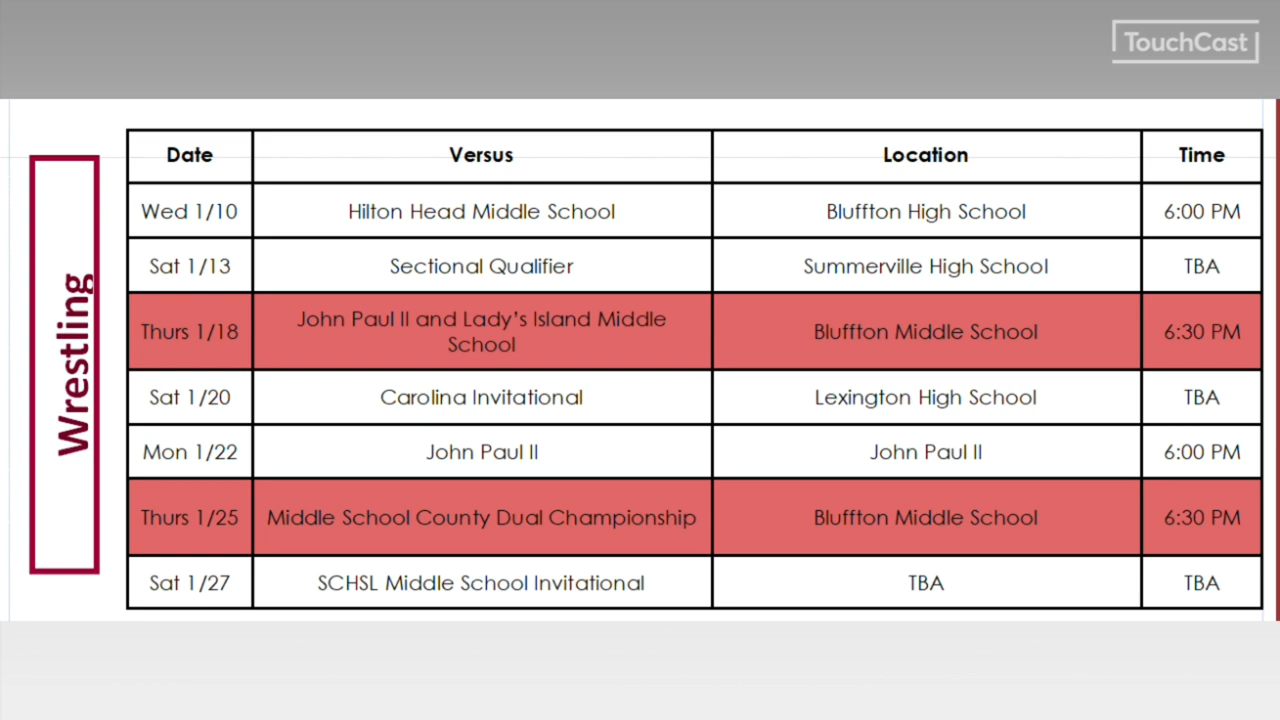 TouchCast
Wrestling
Date Versus Location Time
Wed 1/10 Hilton Head Middle School Bluffton High School 6:00 PM
Sat 1/13 Sectional Qualifier Summerville High School TBA
Thurs 1/18 John Paul II and Lady’s Island Middle
School Bluffton Middle School 6:30 PM
Sat 1/20 Carolina Invitational Lexington High School TBA
Mon 1/22 John Paul II John Paul II 6:00 PM
Thurs 1/25 Middle School County Dual Championship Bluffton Middle School 6:30 PM
Sat 1/27 SCHSL Middle School Invitational TBA TBA